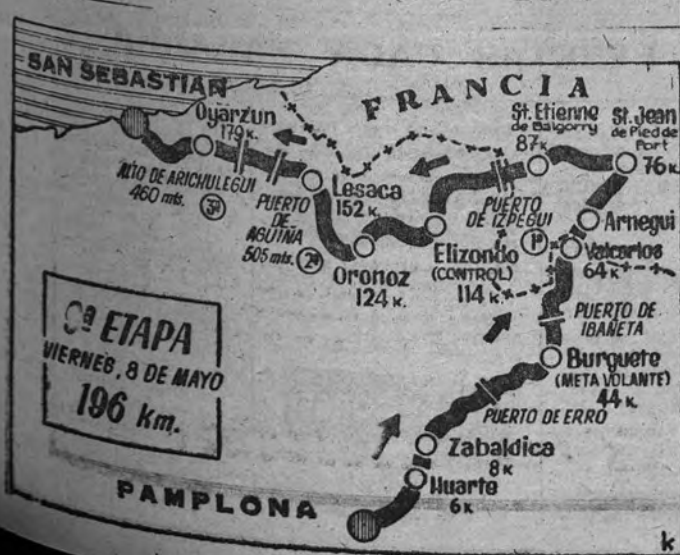 SAN SEBASTIAN
FRANCIA
Oyarzun
179 K.
ALTO DE ARICHULEGUI
460 mts. 3ª
PUERTO
DE
AGUIÑA
505 mts. 2ª
Lesaca
152 K.
Oronoz
124 K.
Elizondo
(CONTROL)
114 K.
PUERTO
DE IZPEGUI
1ª
St. Etienne
de Baigorry
87 K
St. Jean
de Pied de
Port
76 K.
Arnegui
Valcarlos
64 K
PUERTO DE
IBAÑETA
Burguete
(META VOLANTE)
44 K.
PUERTO DE ERRO
Zabaldica
8 K
Huarte
6 K
PAMPLONA
9ª ETAPA
VIERNES, 8 DE MAYO
196 Km.
k